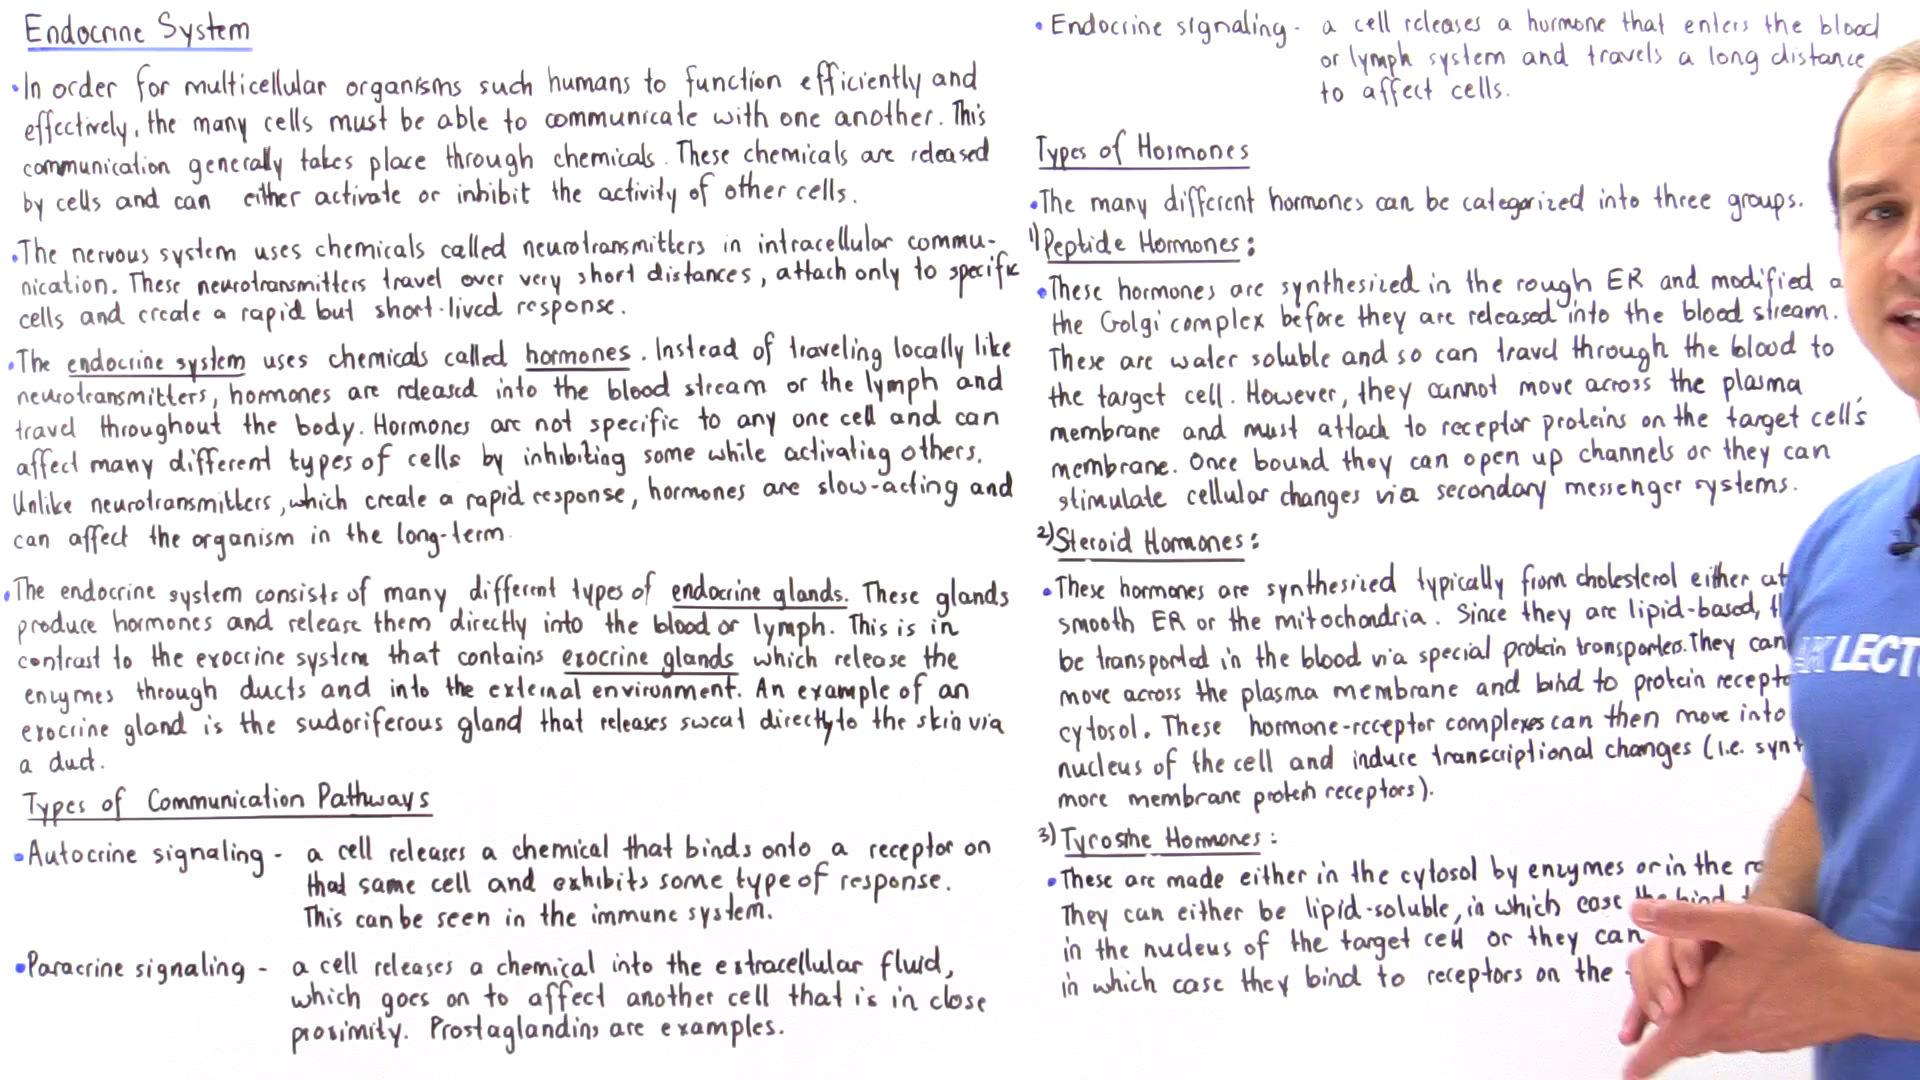 Endocrine System
• In order for multicellular organisms such humans to function efficiently and
effectively, the many cells must be able to communicate with one another. This
communication generally takes place through chemicals. These chemicals are released
by cells and can either activate or inhibit the activity of other cells.
• The nervous system uses chemicals called neurotransmitters in intracellular commu-
nication. These neurotransmitters travel over very short distances, attach only to specific
cells and create a rapid but short-lived response.
• The endocrine system uses chemicals called hormones. Instead of traveling locally like
neurotransmitters, hormones are released into the blood stream or the lymph and
travel throughout the body. Hormones are not specific to any one cell and can
affect many different types of cells by inhibiting some while activating others.
Unlike neurotransmitters, which create a rapid response, hormones are slow-acting and
can affect the organism in the long-term.
• The endocrine system consists of many different types of endocrine glands. These glands
produce hormones and release them directly into the blood or lymph. This is in
contrast to the exocrine system that contains exocrine glands which release the
enzymes through ducts and into the external environment. An example of an
exocrine gland is the sudoriferous gland that releases sweat directly to the skin via
a duct.
Types of Communication Pathways
• Autocrine signaling - a cell releases a chemical that binds onto a receptor on
that same cell and exhibits some type of response.
This can be seen in the immune system.
• Paracrine signaling - a cell releases a chemical into the extracellular fluid,
which goes on to affect another cell that is in close
proximity. Prostaglandins are examples.
• Endocrine signaling - a cell releases a hormone that enters the blood
or lymph system and travels a long distance
to affect cells.
Types of Hormones
• The many different hormones can be categorized into three groups.
1) Peptide Hormones:
• These hormones are synthesized in the rough ER and modified
the Golgi complex before they are released into the blood stream.
These are water soluble and so can travel through the blood to
the target cell. However, they cannot move across the plasma
membrane and must attach to receptor proteins on the target cell's
membrane. Once bound they can open up channels or they can
stimulate cellular changes via secondary messenger systems.
2) Steroid Hormones:
• These hormones are synthesized typically from cholesterol either at
smooth ER or the mitochondria. Since they are lipid-based,
be transported in the blood via special protein transporters. They can
move across the plasma membrane and bind to protein
cytosol. These hormone-receptor complexes can then move into
nucleus of the cell and induce transcriptional changes (i.e.
more membrane protein receptors).
3) Tyrosine Hormones:
• These are made either in the cytosol by enzymes or in the
They can either be lipid-soluble, in which case the bind
in the nucleus of the target cell or they can
in which case they bind to receptors on the